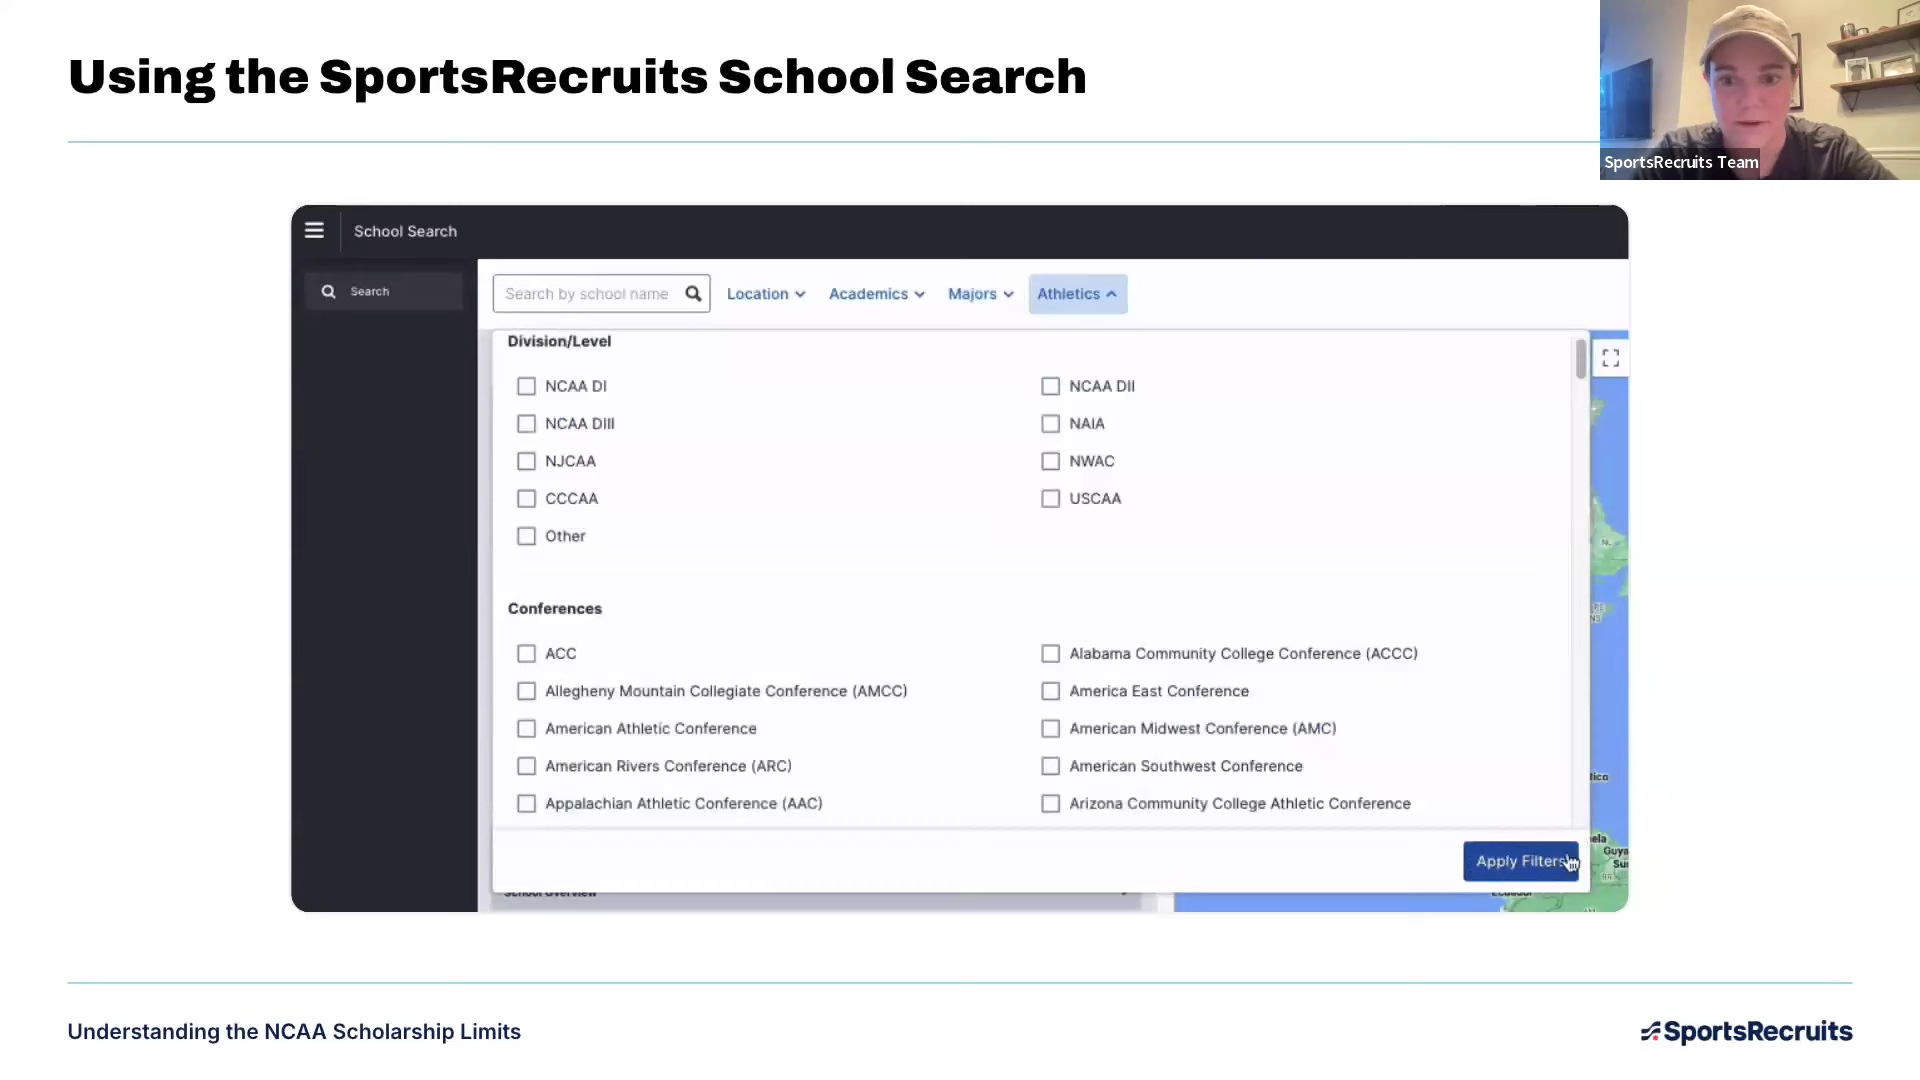 Using the SportsRecruits School Search
SportsRecruits Team
School Search
Search
Search by school name
Location
Academics
Majors
Athletics
Division/Level
NCAA DI
NCAA DII
NCAA DIII
NAIA
NJCAA
NWAC
CCCAA
USCAA
Other
Conferences
ACC
Alabama Community College Conference (ACCC)
Allegheny Mountain Collegiate Conference (AMCC)
America East Conference
American Athletic Conference
American Midwest Conference (AMC)
American Rivers Conference (ARC)
American Southwest Conference
Appalachian Athletic Conference (AAC)
Arizona Community College Athletic Conference
Apply Filters
School Overview
NL
Ecuador
Understanding the NCAA Scholarship Limits
SportsRecruits